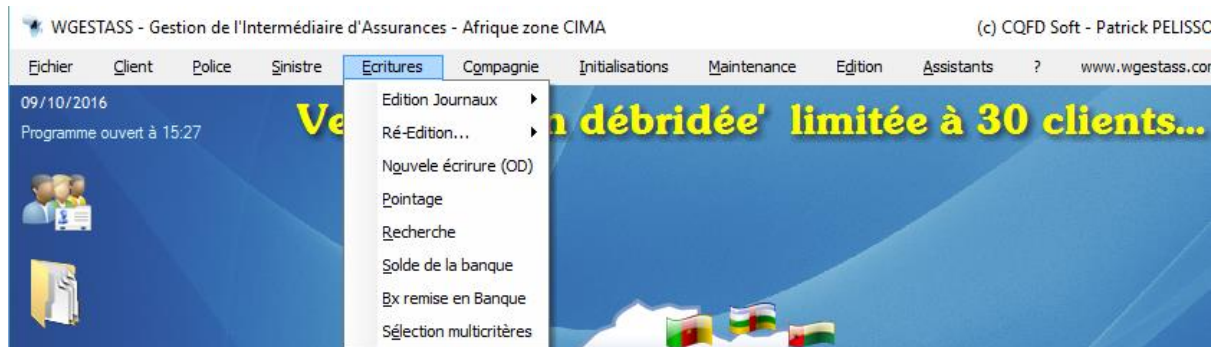 WGESTASS - Gestion de l'Intermédiaire d'Assurances - Afrique zone CIMA (c) CQFD Soft - Patrick PELISSO
Fichier Client Police Sinistre Ecritures Compagnie Initialisations Maintenance Edition Assistants ? www.wgestass.com
09/10/2016
Programme ouvert à 15:27
débridée' limitée à 30 clients...
Edition Journaux
Ré-Edition...
Nouvele écrirure (OD)
Pointage
Recherche
Solde de la banque
Bx remise en Banque
Sélection multicritères